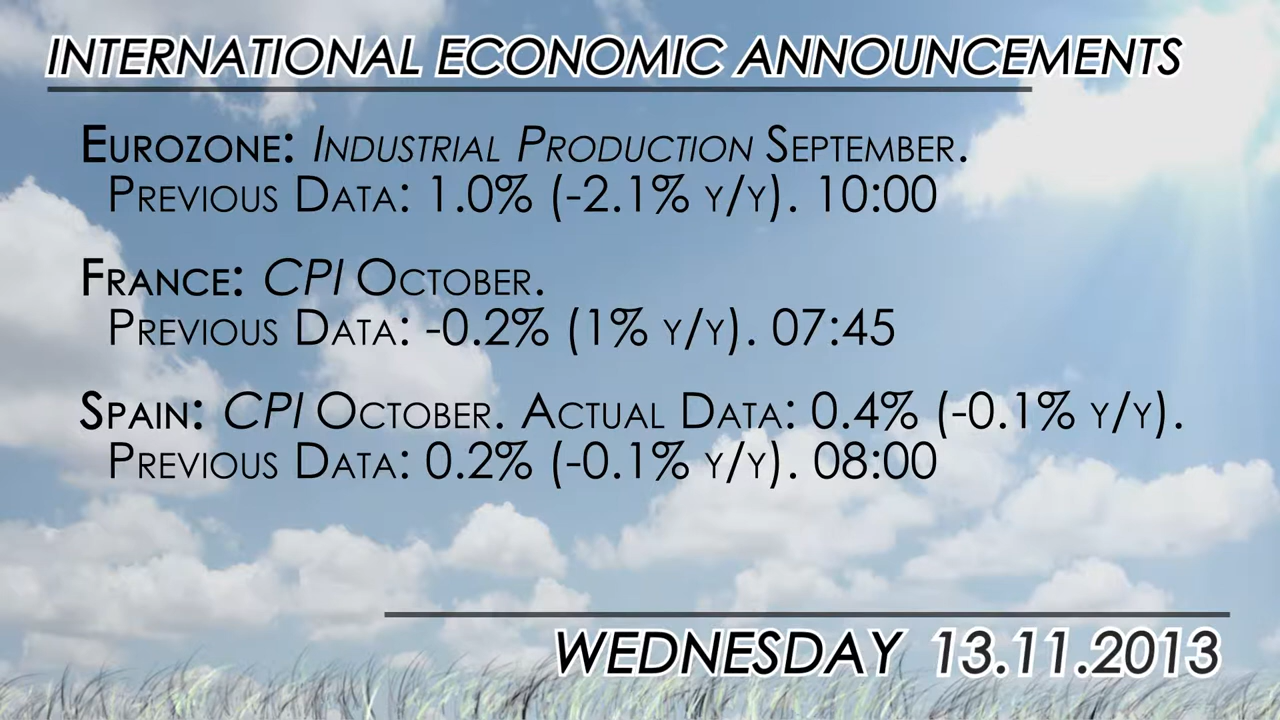 INTERNATIONAL ECONOMIC ANNOUNCEMENTS
EUROZONE: INDUSTRIAL PRODUCTION SEPTEMBER.
PREVIOUS DATA: 1.0% (-2.1% Y/Y). 10:00
FRANCE: CPI OCTOBER.
PREVIOUS DATA: -0.2% (1% Y/Y). 07:45
SPAIN: CPI OCTOBER. ACTUAL DATA: 0.4% (-0.1% Y/Y).
PREVIOUS DATA: 0.2% (-0.1% Y/Y). 08:00
WEDNESDAY 13.11.2013